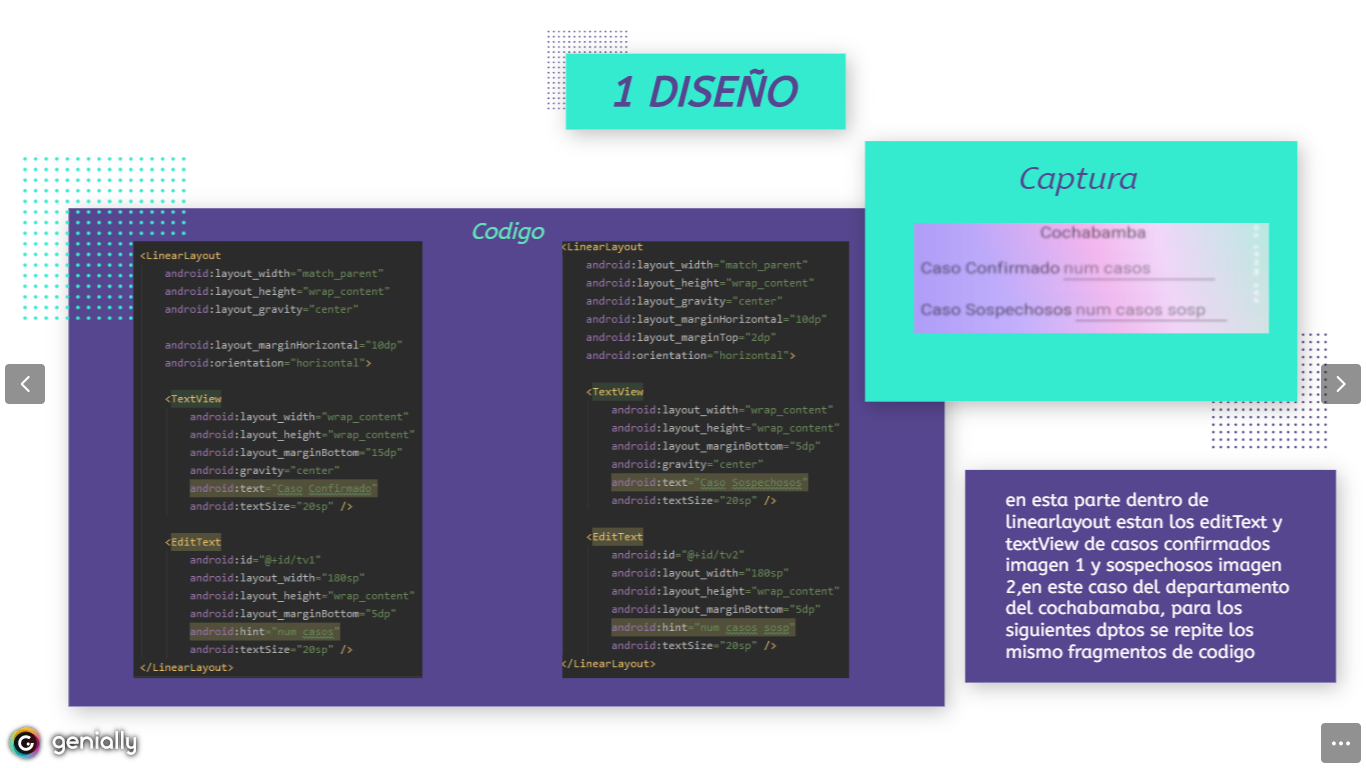 1 DISEÑO
Codigo
<LinearLayout
android:layout_width="match_parent"
android:layout_height="wrap_content"
android:layout_gravity="center"
android:layout_marginHorizontal="10dp"
android:orientation="horizontal">
<TextView
android:layout_width="wrap_content"
android:layout_height="wrap_content"
android:layout_marginBottom="15dp"
android:gravity="center"
android:text="Caso Confirmado"
android:textSize="20sp" />
<EditText
android:id="@+id/tv1"
android:layout_width="180sp"
android:layout_height="wrap_content"
android:layout_marginBottom="5dp"
android:hint="num casos"
android:textSize="20sp" />
</LinearLayout>
<LinearLayout
android:layout_width="match_parent"
android:layout_height="wrap_content"
android:layout_gravity="center"
android:layout_marginHorizontal="10dp"
android:layout_marginTop="2dp"
android:orientation="horizontal">
<TextView
android:layout_width="wrap_content"
android:layout_height="wrap_content"
android:layout_marginBottom="5dp"
android:gravity="center"
android:text="Caso Sospechosos"
android:textSize="20sp" />
<EditText
android:id="@+id/tv2"
android:layout_width="180sp"
android:layout_height="wrap_content"
android:layout_marginBottom="5dp"
android:hint="num casos sosp"
android:textSize="20sp" />
</LinearLayout>
Captura
Cochabamba
Caso Confirmado num casos
Caso Sospechosos num casos sosp
en esta parte dentro de
linearlayout estan los editText y
textView de casos confirmados
imagen 1 y sospechosos imagen
2,en este caso del departamento
del cochabamaba, para los
siguientes dptos se repite los
mismo fragmentos de codigo
genially